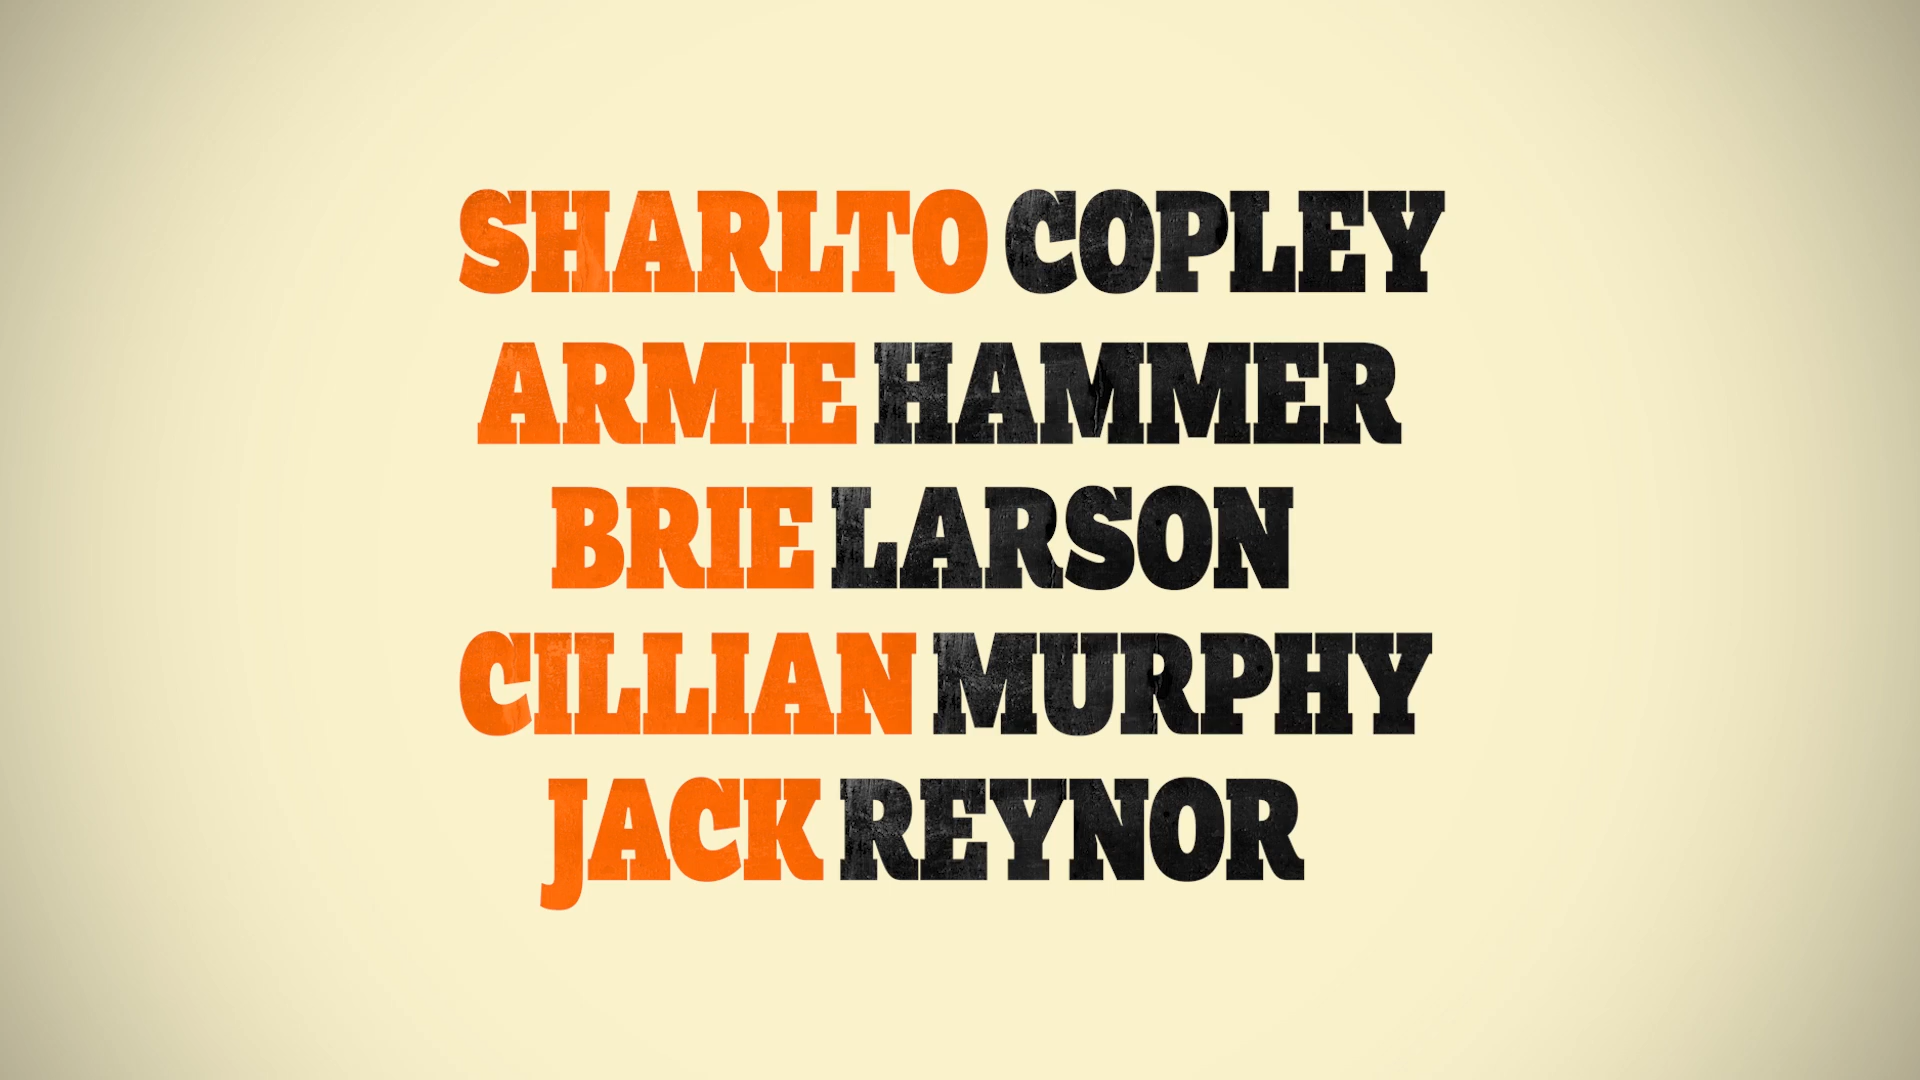 SHARLTO COPLEY
ARMIE HAMMER
BRIE LARSON
CILLIAN MURPHY
JACK REYNOR